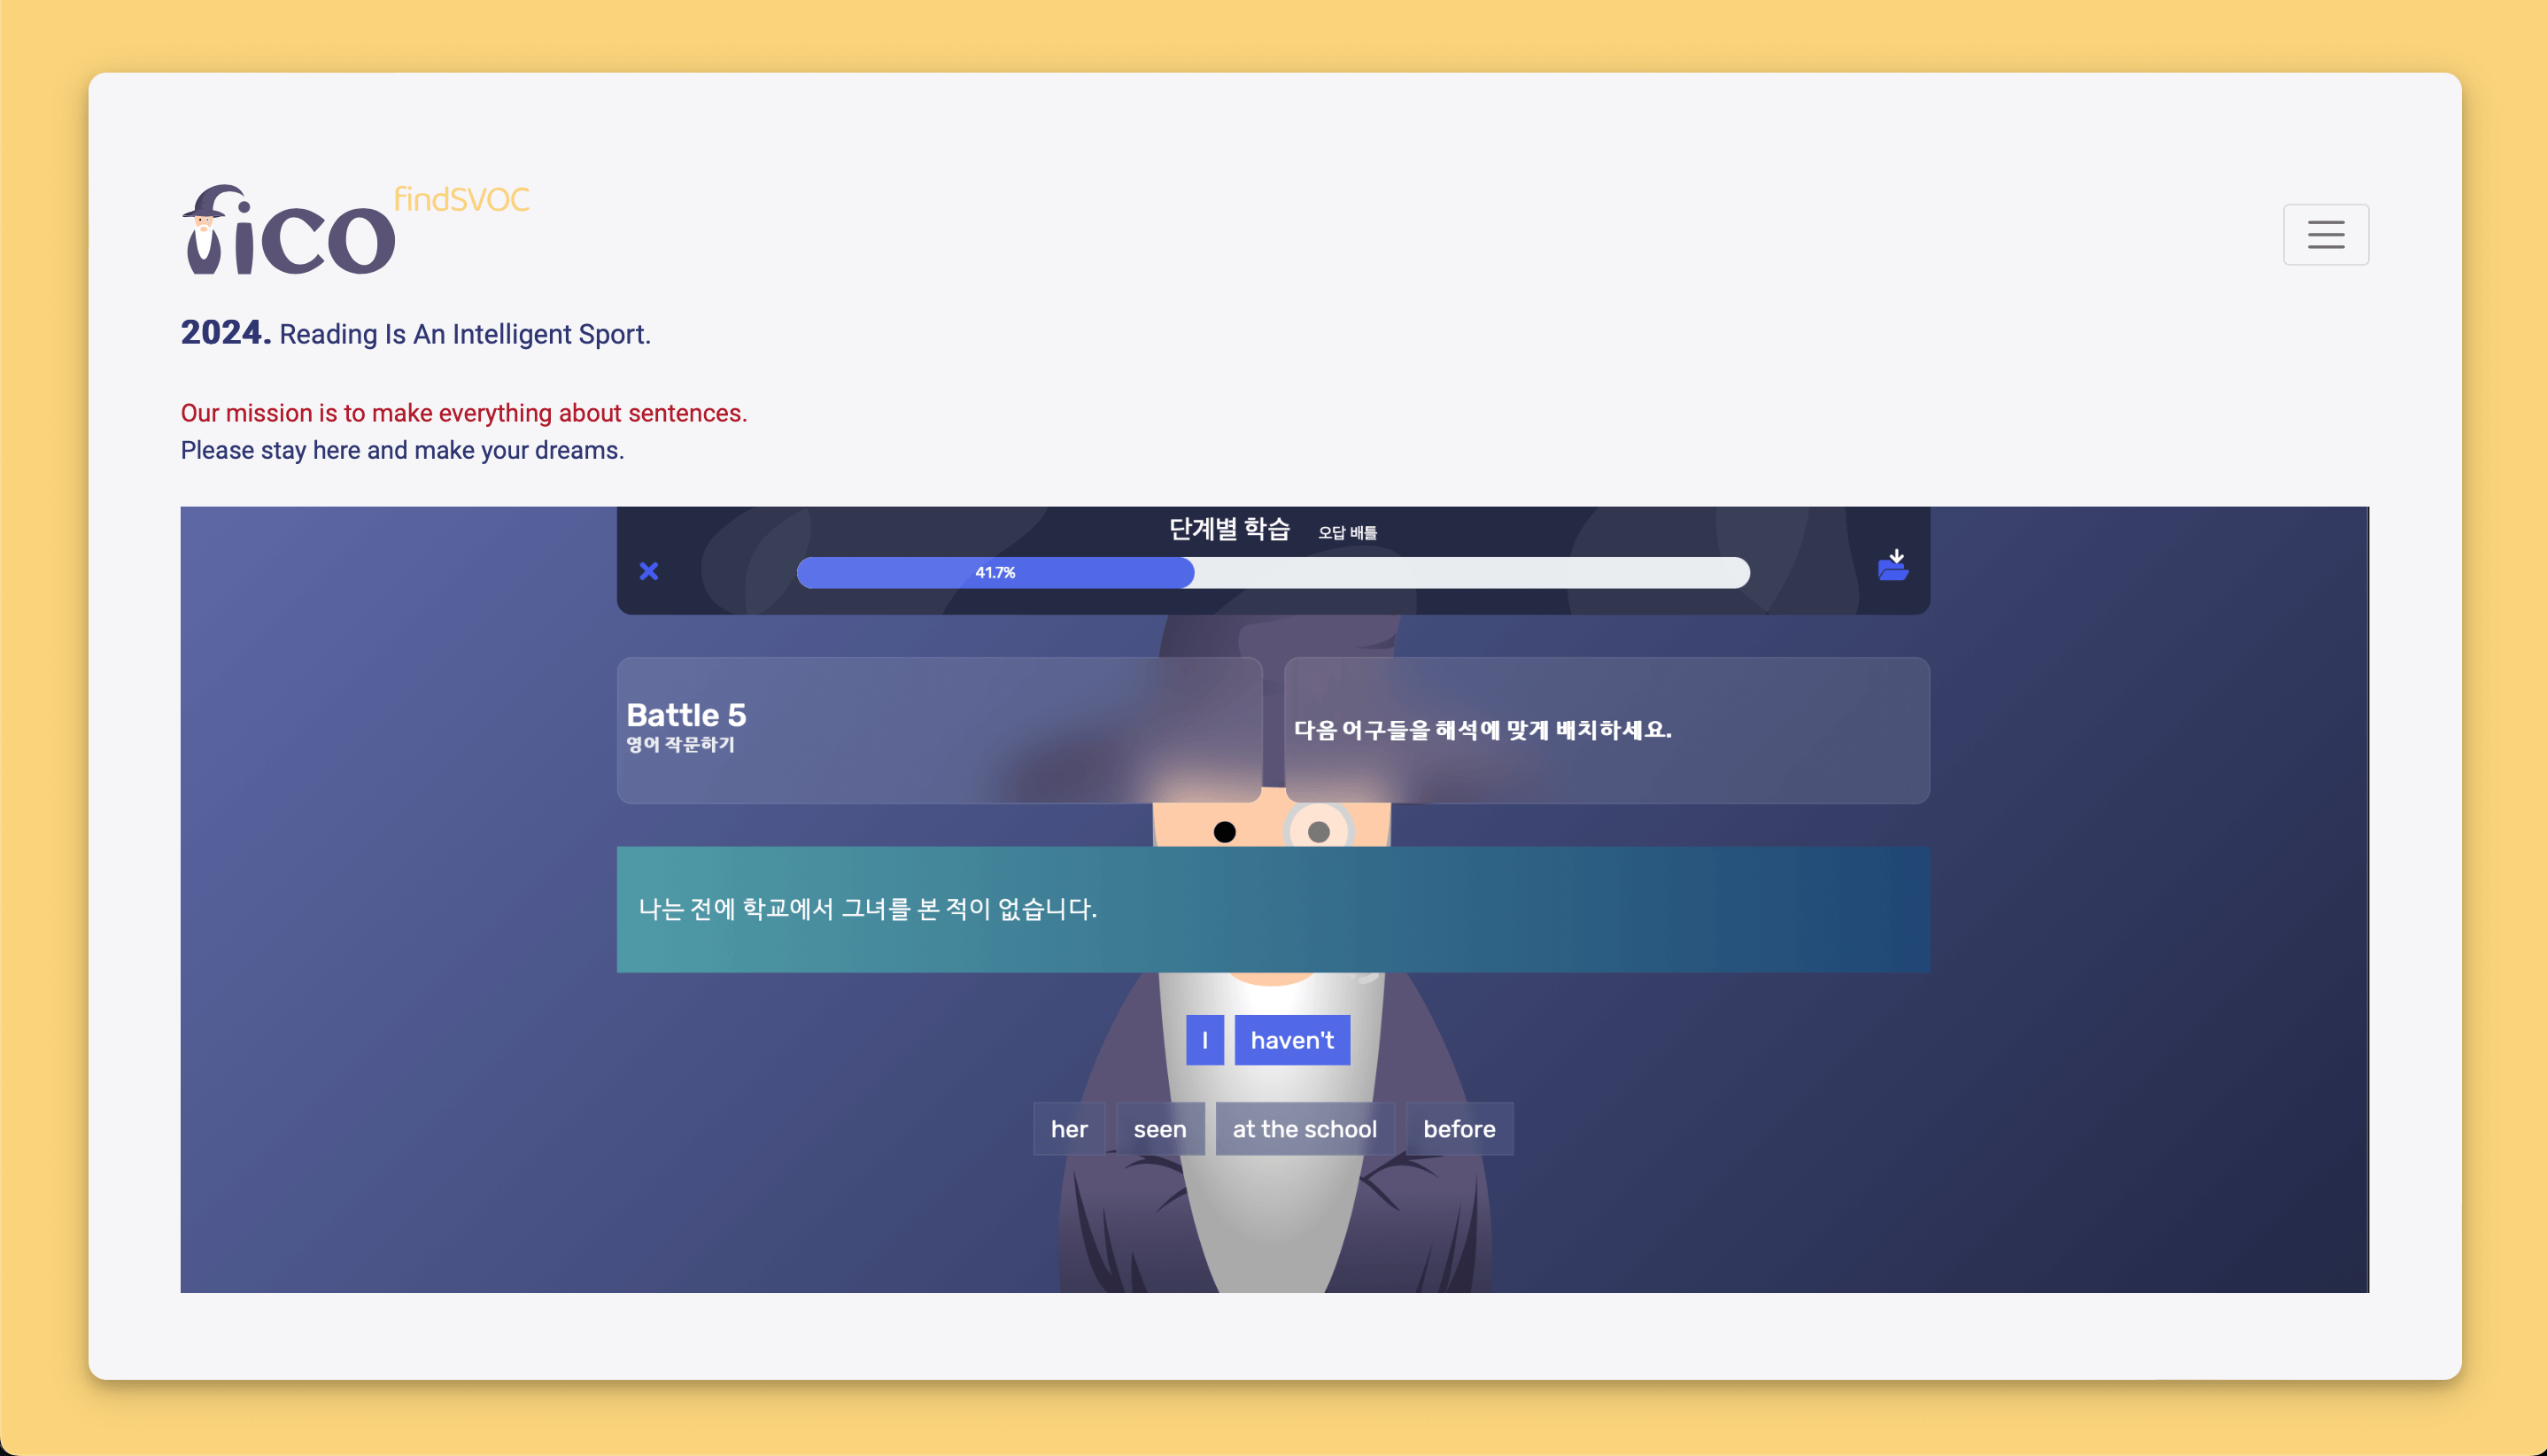 fico findSVOC
2024. Reading Is An Intelligent Sport.
Our mission is to make everything about sentences.
Please stay here and make your dreams.
단계별 학습 오답 배틀
41.7%
Battle 5
영어 작문하기
다음 어구들을 해석에 맞게 배치하세요.
나는 전에 학교에서 그녀를 본 적이 없습니다.
I haven't
her seen at the school before